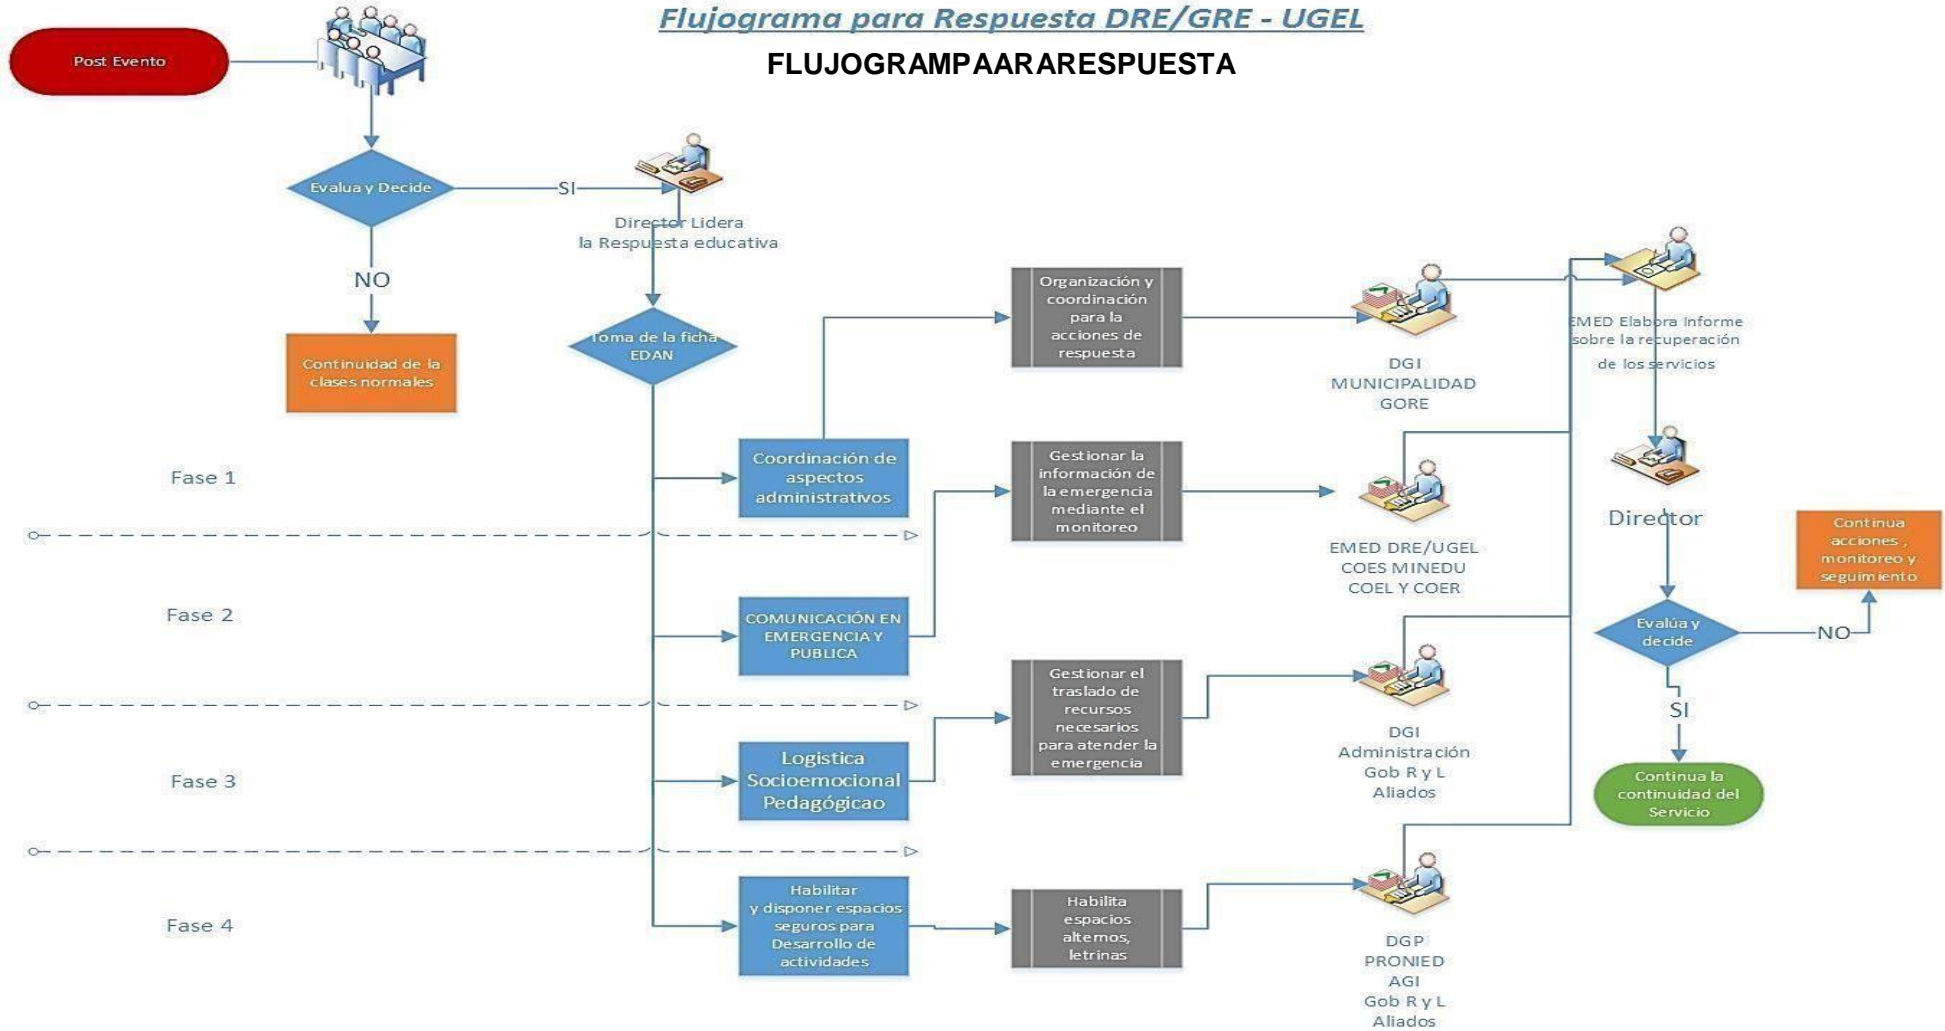 Flujograma para Respuesta DRE/GRE - UGEL
FLUJOGRAMPAARARESPUESTA
Post Evento
Evalua y Decide
SI
NO
Continuidad de la
clases normales
Director Lidera
la Respuesta educativa
Toma de la ficha
EDAN
Fase 1
Coordinación de
aspectos
administrativos
Organización y
coordinación
para la
acciones de
respuesta
DGI
MUNICIPALIDAD
GORE
Fase 2
COMUNICACIÓN EN
EMERGENCIA Y
PUBLICA
Gestionar la
información de
la emergencia
mediante el
monitoreo
EMED DRE/UGEL
COES MINEDU
COEL Y COER
Fase 3
Logistica
Socioemocional
Pedagógicao
Gestionar el
traslado de
recursos
necesarios
para atender la
emergencia
DGI
Administración
Gob R y L
Aliados
Fase 4
Habilitar
y disponer espacios
seguros para
Desarrollo de
actividades
Habilita
espacios
alternos,
letrinas
DGP
PRONIED
AGI
Gob R y L
Aliados
EMED Elabora Informe
sobre la recuperación
de los servicios
Director
Evalúa y
decide
NO
Continua
acciones ,
monitoreo y
seguimiento
SI
Continua la
continuidad del
Servicio